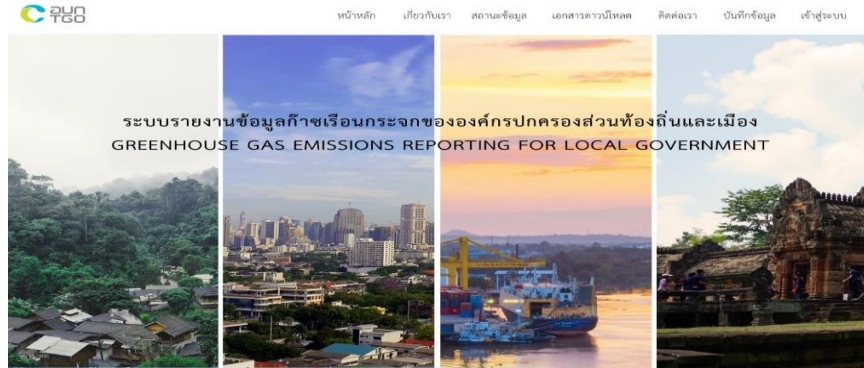 อบก
TGO
หน้าหลัก เกี่ยวกับเรา สถานะข้อมูล เอกสารดาวน์โหลด ติดต่อเรา บันทึกข้อมูล เข้าสู่ระบบ
ระบบรายงานข้อมูลก๊าซเรือนกระจกขององค์กรปกครองส่วนท้องถิ่นและเมือง
GREENHOUSE GAS EMISSIONS REPORTING FOR LOCAL GOVERNMENT